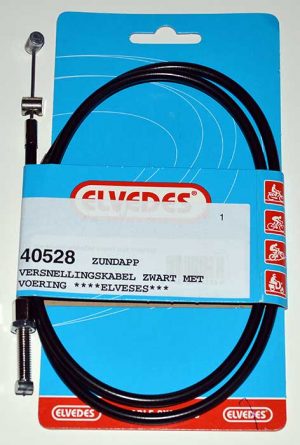 ELVEDES
1
40528 ZUNDAPP
VERSNELLINGSKABEL ZWART MET
VOERING ****ELVESES***
ELVEDES
ELVEDES